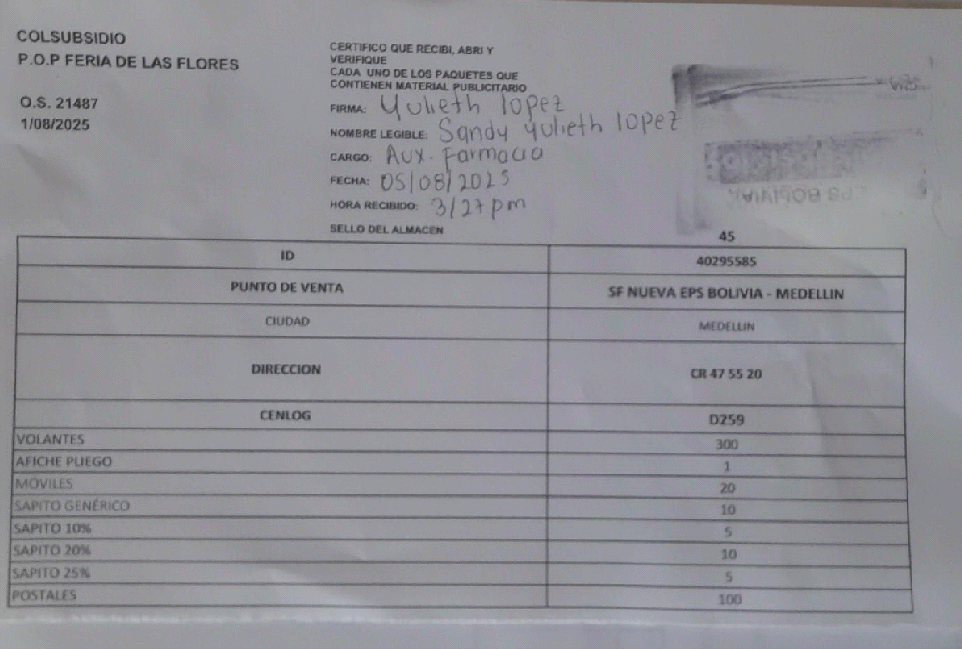 COLSUBSIDIO
P.O.P FERIA DE LAS FLORES
O.S. 21487
1/08/2025
CERTIFICO QUE RECIBI, ABRI Y
VERIFIQUE
CADA UNO DE LOS PAQUETES QUE
CONTIENEN MATERIAL PUBLICITARIO
FIRMA: Yulieth lopez
NOMBRE LEGIBLE: Sandy Yulieth lopez
CARGO: Aux. farmacia
FECHA: 05/08/2025
HORA RECIBIDO: 3/27 pm
SELLO DEL ALMACEN
EPS BOLIVIA
45
ID 40295585
PUNTO DE VENTA SF NUEVA EPS BOLIVIA - MEDELLIN
CIUDAD MEDELLIN
DIRECCION CR 47 55 20
CENLOG D259
VOLANTES 300
AFICHE PLIEGO 1
MÓVILES 20
SAPITO GENÉRICO 10
SAPITO 10% 5
SAPITO 20% 10
SAPITO 25% 5
POSTALES 100